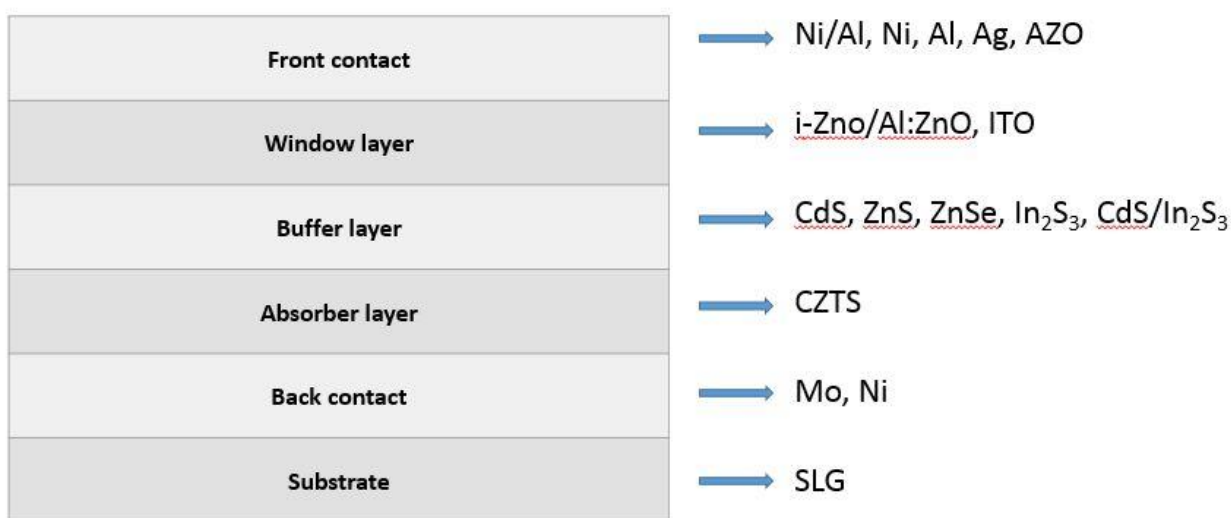 Front contact
Ni/Al, Ni, Al, Ag, AZO
Window layer
i-Zno/Al:ZnO, ITO
Buffer layer
CdS, ZnS, ZnSe, In₂S₃, CdS/In₂S₃
Absorber layer
CZTS
Back contact
Mo, Ni
Substrate
SLG